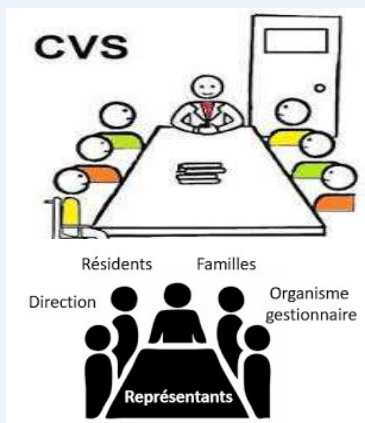 CVS
Résidents
Familles
Direction
Organisme
gestionnaire
Représentants